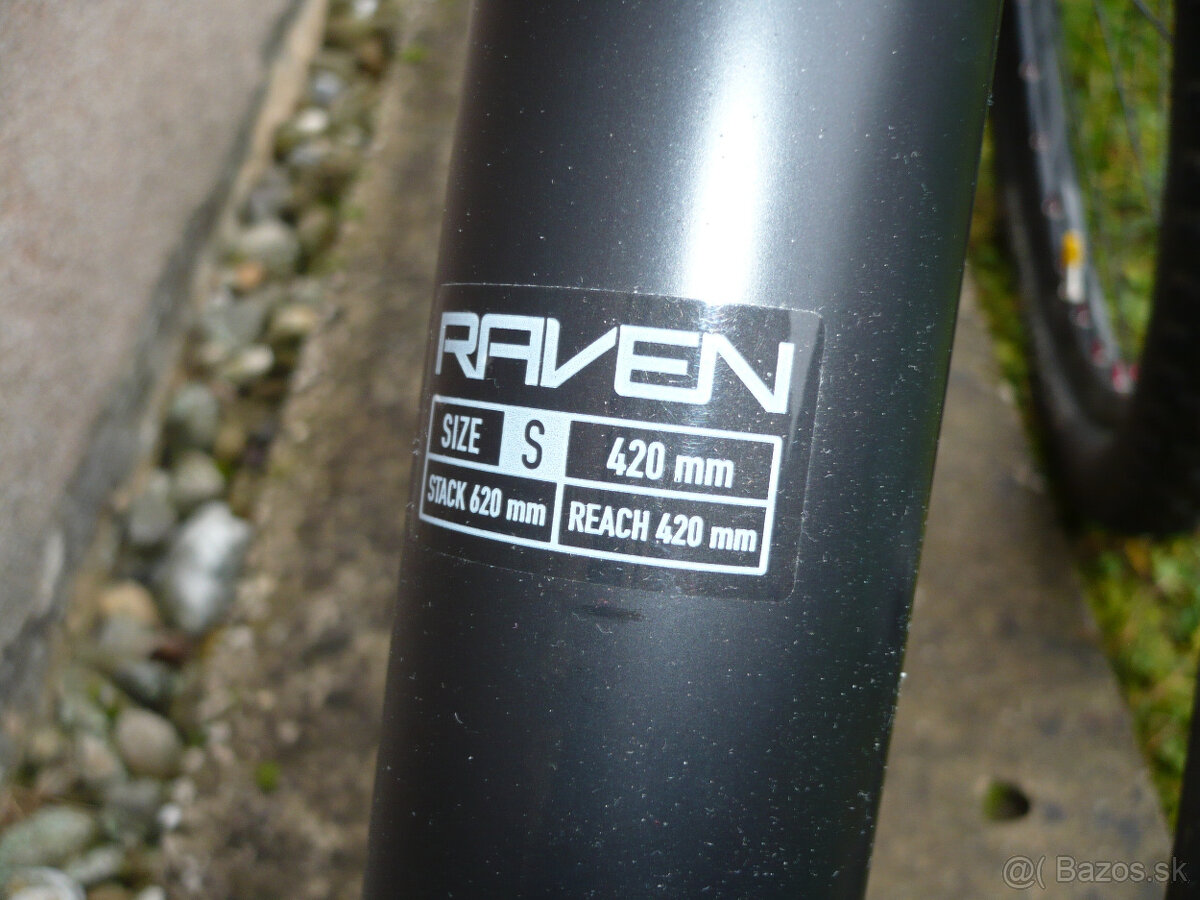 RAVEN
SIZE S 420 mm
STACK 620 mm REACH 420 mm
@( Bazos.sk